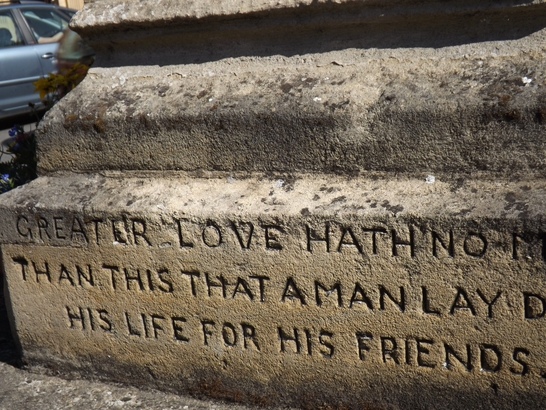 GREATER LOVE HATH NO
THAN THIS THAT A MAN LAY D
HIS LIFE FOR HIS FRIENDS.